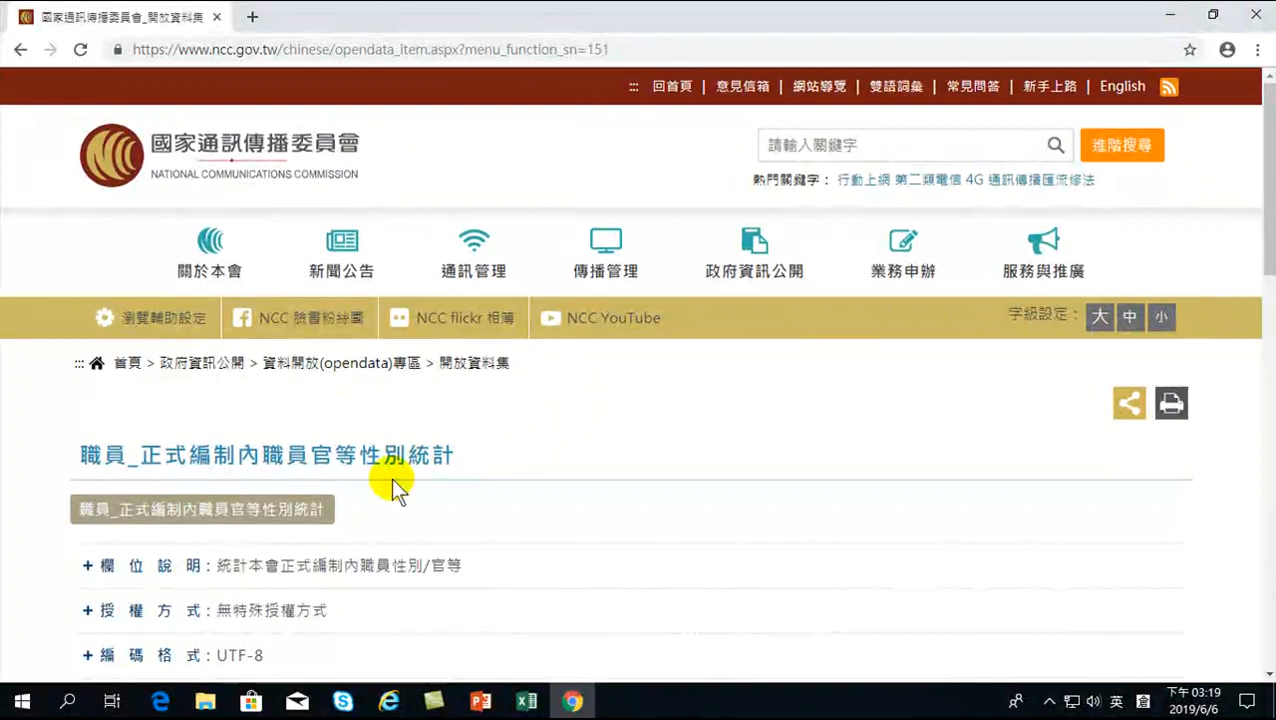 國家通訊傳播委員會_開放資料集
https://www.ncc.gov.tw/chinese/opendata_item.aspx?menu_function_sn=151
::: 回首頁 | 意見信箱 | 網站導覽 | 雙語詞彙 | 常見問答 | 新手上路 | English
國家通訊傳播委員會
NATIONAL COMMUNICATIONS COMMISSION
請輸入關鍵字
進階搜尋
熱門關鍵字： 行動上網 第二類電信 4G 通訊傳播匯流修法
關於本會 新聞公告 通訊管理 傳播管理 政府資訊公開 業務申辦 服務與推廣
瀏覽輔助設定 NCC 臉書粉絲團 NCC flickr 相簿 NCC YouTube 字級設定： 大 中 小
::: 首頁 > 政府資訊公開 > 資料開放(opendata)專區 > 開放資料集
職員_正式編制內職員官等性別統計
職員_正式編制內職員官等性別統計
+ 欄 位 說 明：統計本會正式編制內職員性別/官等
+ 授 權 方 式：無特殊授權方式
+ 編 碼 格 式：UTF-8
英
下午 03:19
2019/6/6